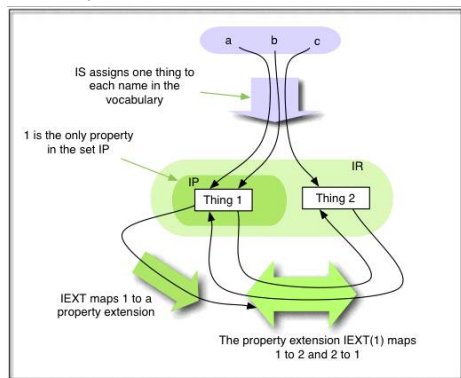 a b c
IS assigns one thing to
each name in the
vocabulary
1 is the only property
in the set IP
IR
IP
Thing 1 Thing 2
IEXT maps 1 to a
property extension
The property extension IEXT(1) maps
1 to 2 and 2 to 1